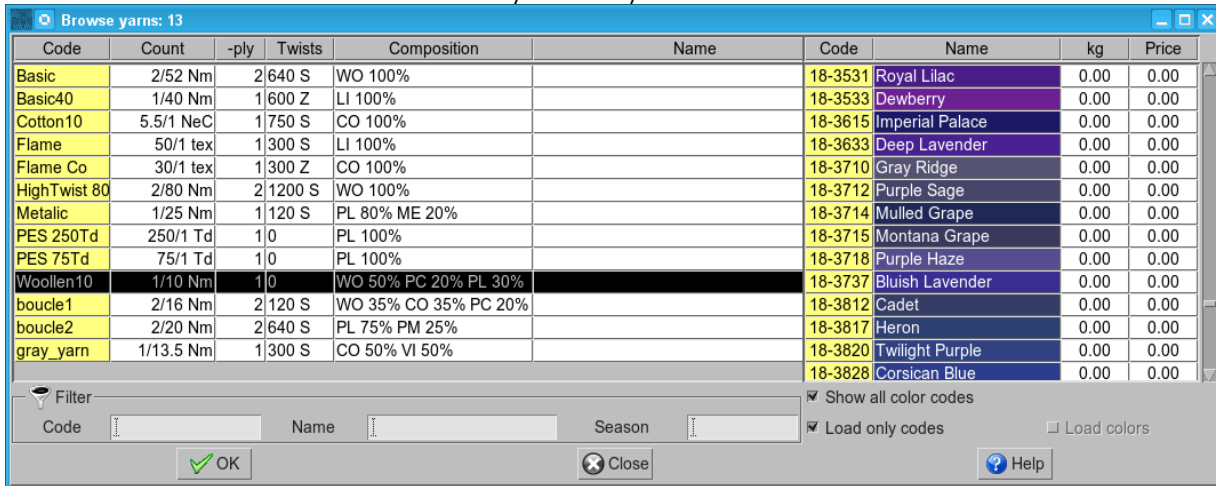 Browse yarns: 13
Code Count -ply Twists Composition Name Code Name kg Price
Basic 2/52 Nm 2 640 S WO 100% 18-3531 Royal Lilac 0.00 0.00
Basic40 1/40 Nm 1 600 Z LI 100% 18-3533 Dewberry 0.00 0.00
Cotton10 5.5/1 NeC 1 750 S CO 100% 18-3615 Imperial Palace 0.00 0.00
Flame 50/1 tex 1 300 S LI 100% 18-3633 Deep Lavender 0.00 0.00
Flame Co 30/1 tex 1 300 Z CO 100% 18-3710 Gray Ridge 0.00 0.00
HighTwist 80 2/80 Nm 2 1200 S WO 100% 18-3712 Purple Sage 0.00 0.00
Metalic 1/25 Nm 1 120 S PL 80% ME 20% 18-3714 Mulled Grape 0.00 0.00
PES 250Td 250/1 Td 1 0 PL 100% 18-3715 Montana Grape 0.00 0.00
PES 75Td 75/1 Td 1 0 PL 100% 18-3718 Purple Haze 0.00 0.00
Woollen10 1/10 Nm 1 0 WO 50% PC 20% PL 30% 18-3737 Bluish Lavender 0.00 0.00
boucle1 2/16 Nm 2 120 S WO 35% CO 35% PC 20% 18-3812 Cadet 0.00 0.00
boucle2 2/20 Nm 2 640 S PL 75% PM 25% 18-3817 Heron 0.00 0.00
gray_yarn 1/13.5 Nm 1 300 S CO 50% VI 50% 18-3820 Twilight Purple 0.00 0.00
18-3828 Corsican Blue 0.00 0.00
Filter Show all color codes
Code Name Season Load only codes Load colors
OK Close Help